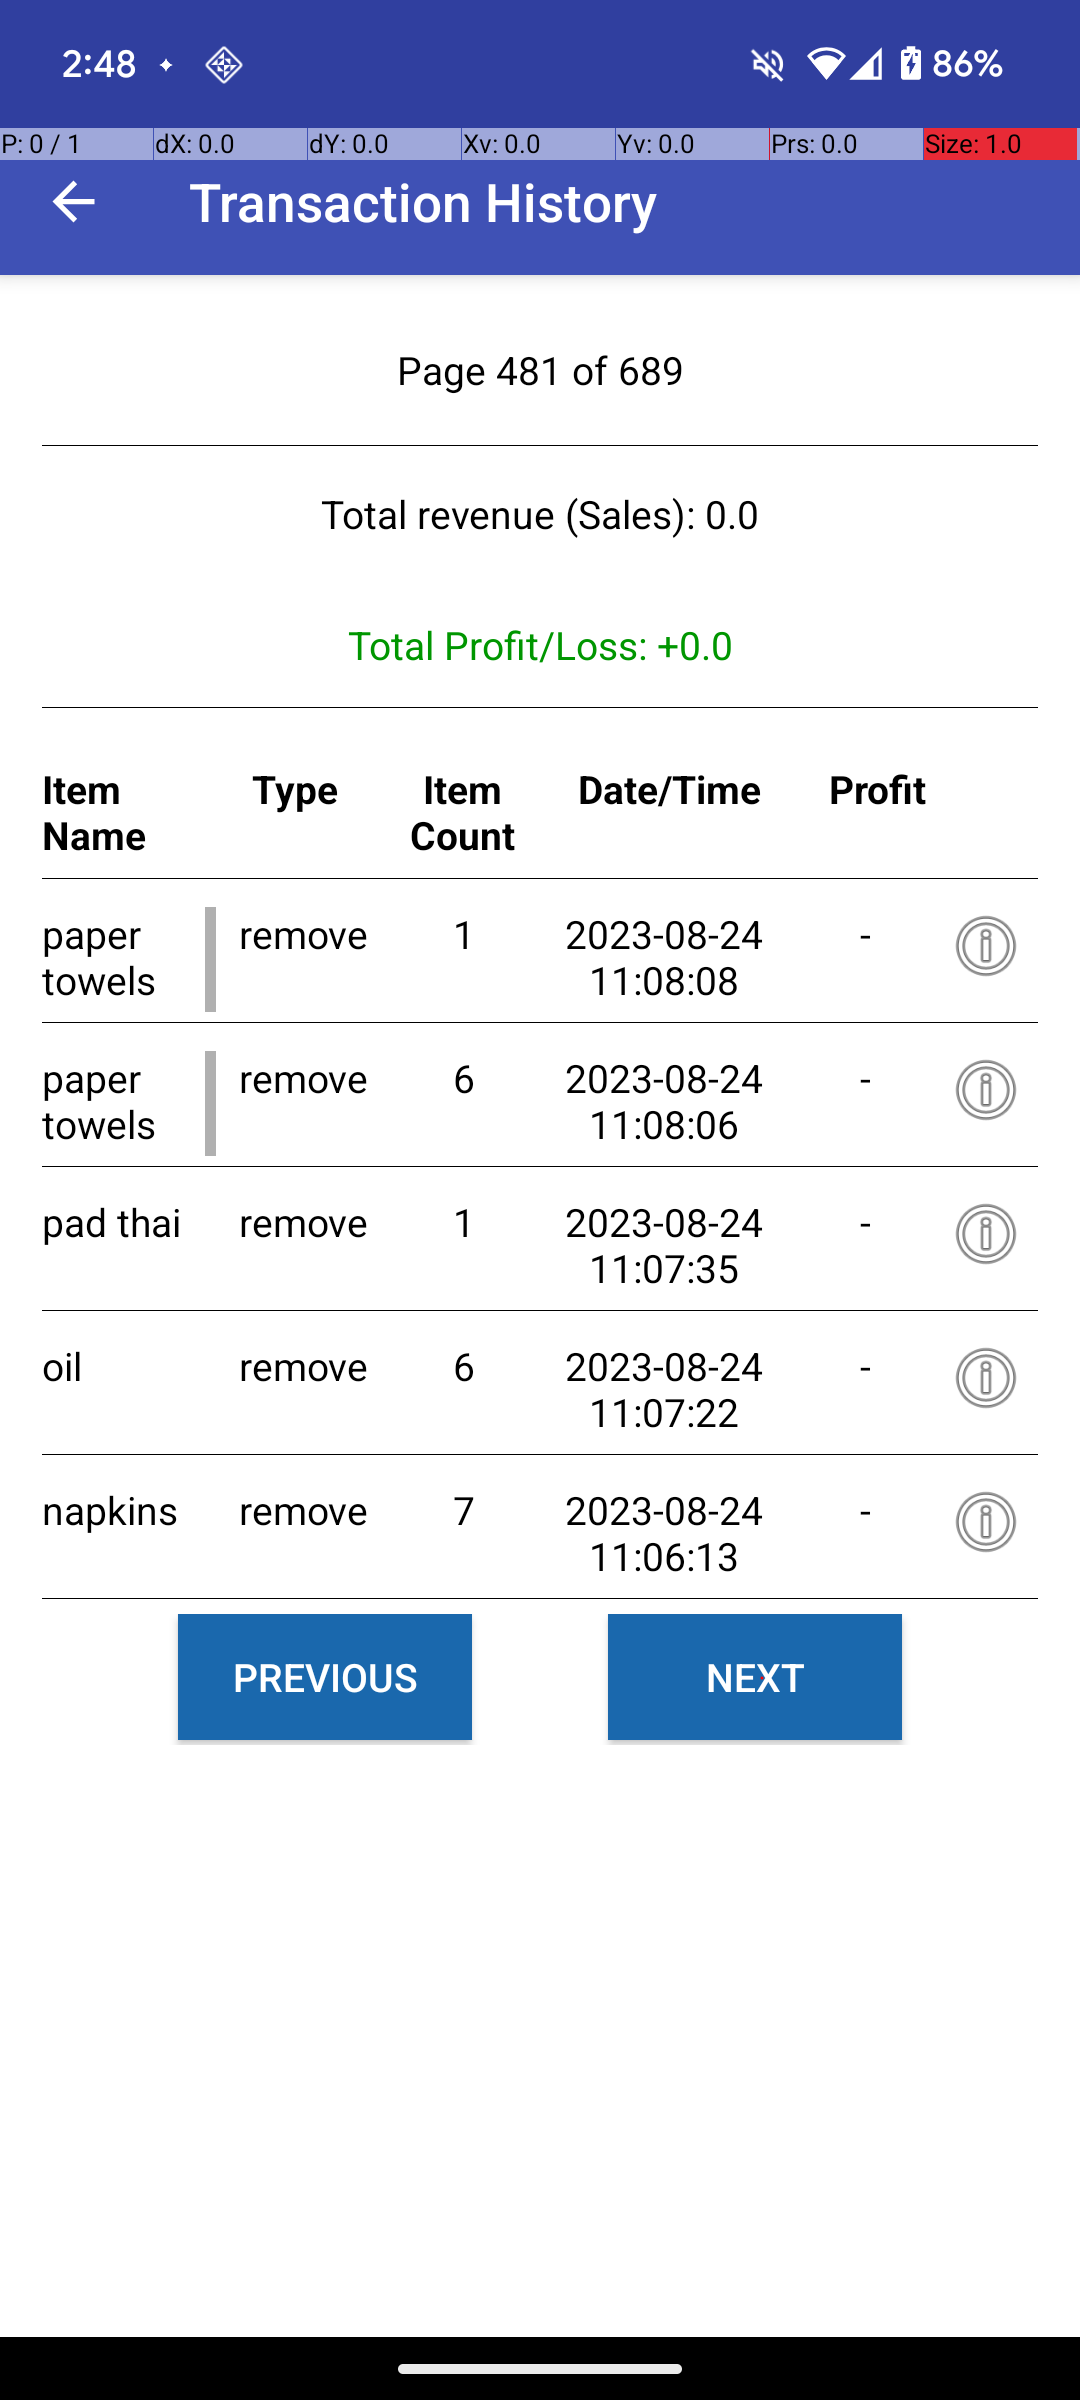 2:48
86%
P: 0 / 1 dX: 0.0 dY: 0.0 Xv: 0.0 Yv: 0.0 Prs: 0.0 Size: 1.0
Transaction History
Page 481 of 689
Total revenue (Sales): 0.0
Total Profit/Loss: +0.0
Item Name Type Item Count Date/Time Profit
paper towels remove 1 2023-08-24 11:08:08 -
paper towels remove 6 2023-08-24 11:08:06 -
pad thai remove 1 2023-08-24 11:07:35 -
oil remove 6 2023-08-24 11:07:22 -
napkins remove 7 2023-08-24 11:06:13 -
PREVIOUS NEXT